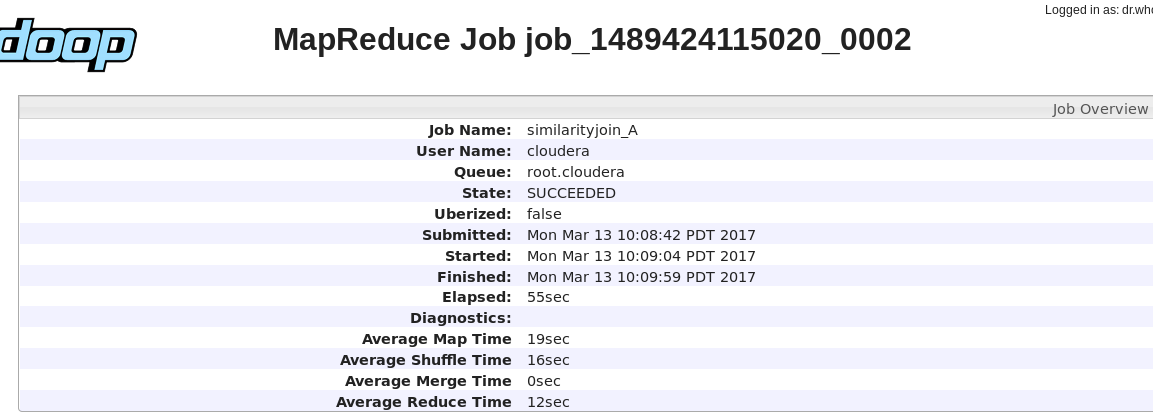 Logged in as: dr.who
doop
MapReduce Job job_1489424115020_0002
Job Overview
Job Name: similarityjoin_A
User Name: cloudera
Queue: root.cloudera
State: SUCCEEDED
Uberized: false
Submitted: Mon Mar 13 10:08:42 PDT 2017
Started: Mon Mar 13 10:09:04 PDT 2017
Finished: Mon Mar 13 10:09:59 PDT 2017
Elapsed: 55sec
Diagnostics:
Average Map Time 19sec
Average Shuffle Time 16sec
Average Merge Time 0sec
Average Reduce Time 12sec